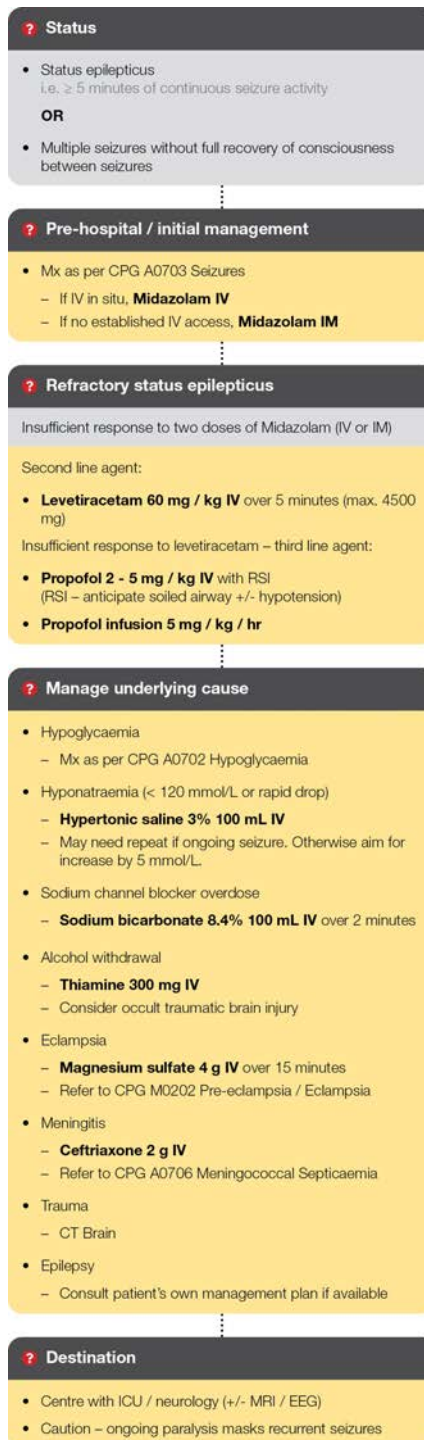 ? Status
• Status epilepticus
i.e. ≥ 5 minutes of continuous seizure activity
OR
• Multiple seizures without full recovery of consciousness
between seizures
? Pre-hospital / initial management
• Mx as per CPG A0703 Seizures
– If IV in situ, Midazolam IV
– If no established IV access, Midazolam IM
? Refractory status epilepticus
Insufficient response to two doses of Midazolam (IV or IM)
Second line agent:
• Levetiracetam 60 mg / kg IV over 5 minutes (max. 4500
mg)
Insufficient response to levetiracetam – third line agent:
• Propofol 2 - 5 mg / kg IV with RSI
(RSI – anticipate soiled airway +/- hypotension)
• Propofol infusion 5 mg / kg / hr
? Manage underlying cause
• Hypoglycaemia
– Mx as per CPG A0702 Hypoglycaemia
• Hyponatraemia (< 120 mmol/L or rapid drop)
– Hypertonic saline 3% 100 mL IV
– May need repeat if ongoing seizure. Otherwise aim for
increase by 5 mmol/L.
• Sodium channel blocker overdose
– Sodium bicarbonate 8.4% 100 mL IV over 2 minutes
• Alcohol withdrawal
– Thiamine 300 mg IV
– Consider occult traumatic brain injury
• Eclampsia
– Magnesium sulfate 4 g IV over 15 minutes
– Refer to CPG M0202 Pre-eclampsia / Eclampsia
• Meningitis
– Ceftriaxone 2 g IV
– Refer to CPG A0706 Meningococcal Septicaemia
• Trauma
– CT Brain
• Epilepsy
– Consult patient's own management plan if available
? Destination
• Centre with ICU / neurology (+/- MRI / EEG)
• Caution – ongoing paralysis masks recurrent seizures